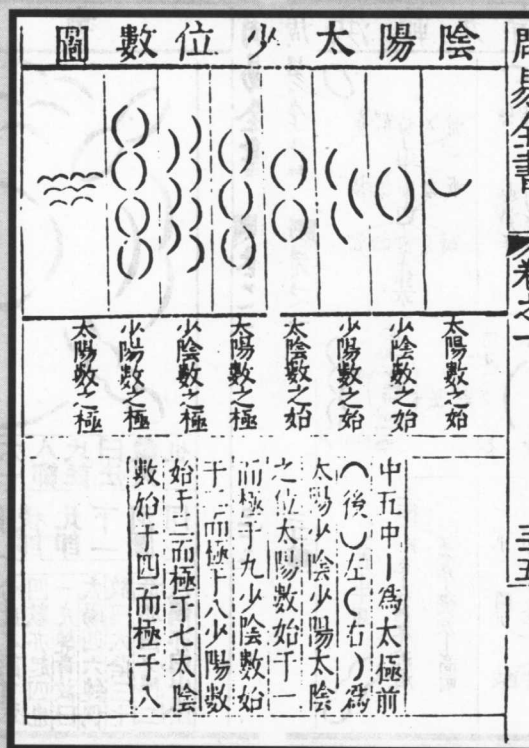 周易全書
卷之一
三五
陰陽太少位數圖
太陽數之始
少陰數之始
少陽數之始
太陰數之始
太陽數之極
少陰數之極
少陽數之極
太陽數之極
中五中丨為太極前
⌒後‿左(右)為
太陽少陰少陽太陰
之位太陽數始于一
而極于九少陰數始
于二而極于八少陽數
始于三而極于七太陰
數始于四而極于八